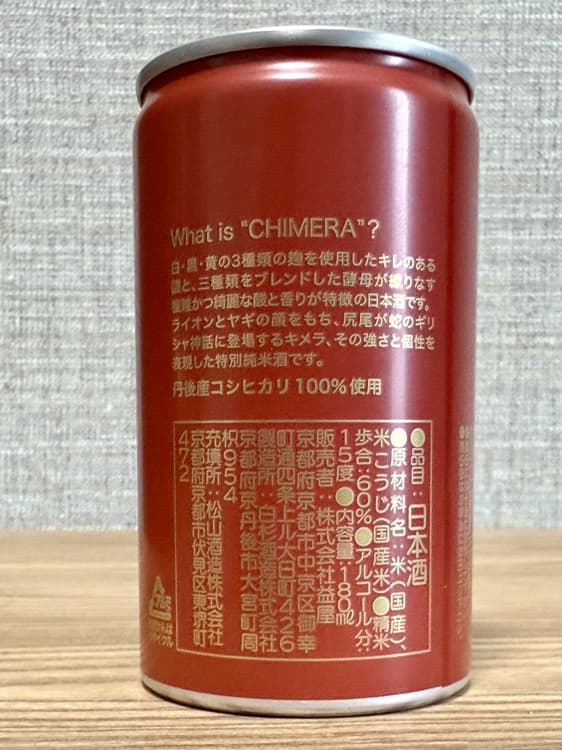 What is "CHIMERA"?
白・黒・黄の3種類の麹を使用したキレのある
酸と、三種類をブレンドした酵母が織りなす
複雑かつ綺麗な酸と香りが特徴の日本酒です。
ライオンとヤギの顔をもち、尻尾が蛇のギリ
シャ神話に登場するキメラ、その強さと個性を
表現した特別純米酒です。
丹後産コシヒカリ100%使用
●品目：日本酒
●原材料名：米(国産)、
米こうじ(国産米)●精米
歩合：60%●アルコール分：
15度●内容量：180ml
販売者：株式会社益屋
京都府京都市中京区御幸
町通四条上ル大日町426
製造所：白杉酒造株式会社
京都府京丹後市大宮町周
枳954
充填所：松山酒造株式会社
京都府京都市伏見区東堺町
472
アルミ